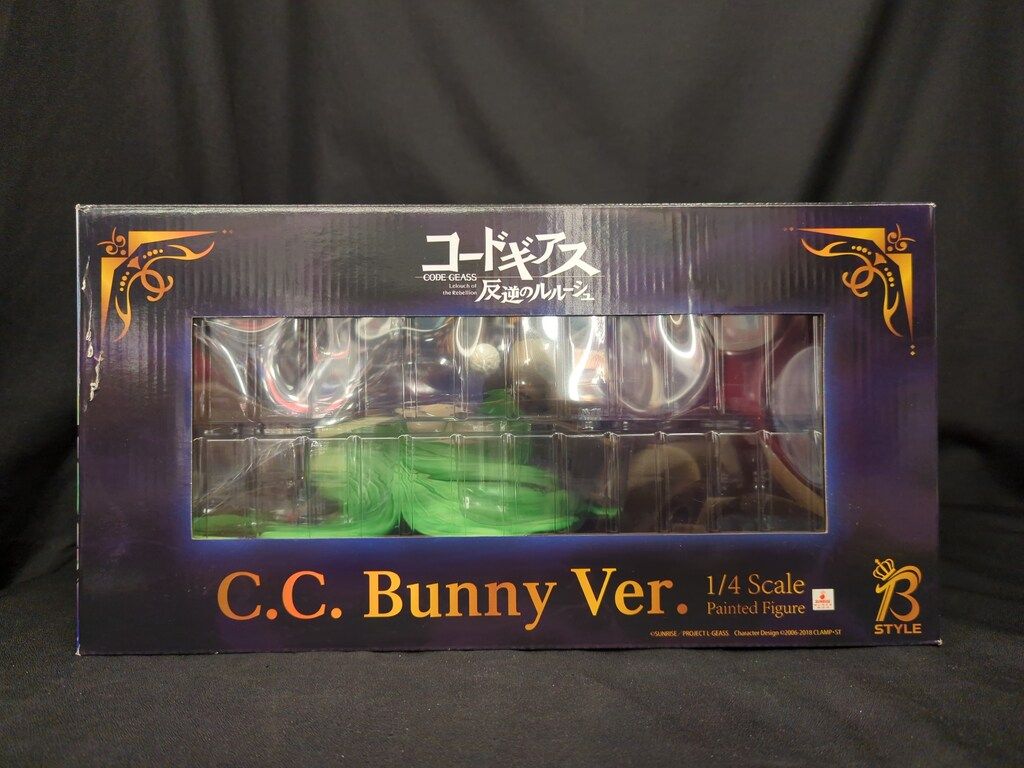 コードギアス
CODE GEASS
Lelouch of
the Rebellion
反逆のルルーシュ
C.C. Bunny Ver.
1/4 Scale
Painted Figure
B
STYLE
©SUNRISE／PROJECT L-GEASS Character Design ©2006-2018 CLAMP・ST